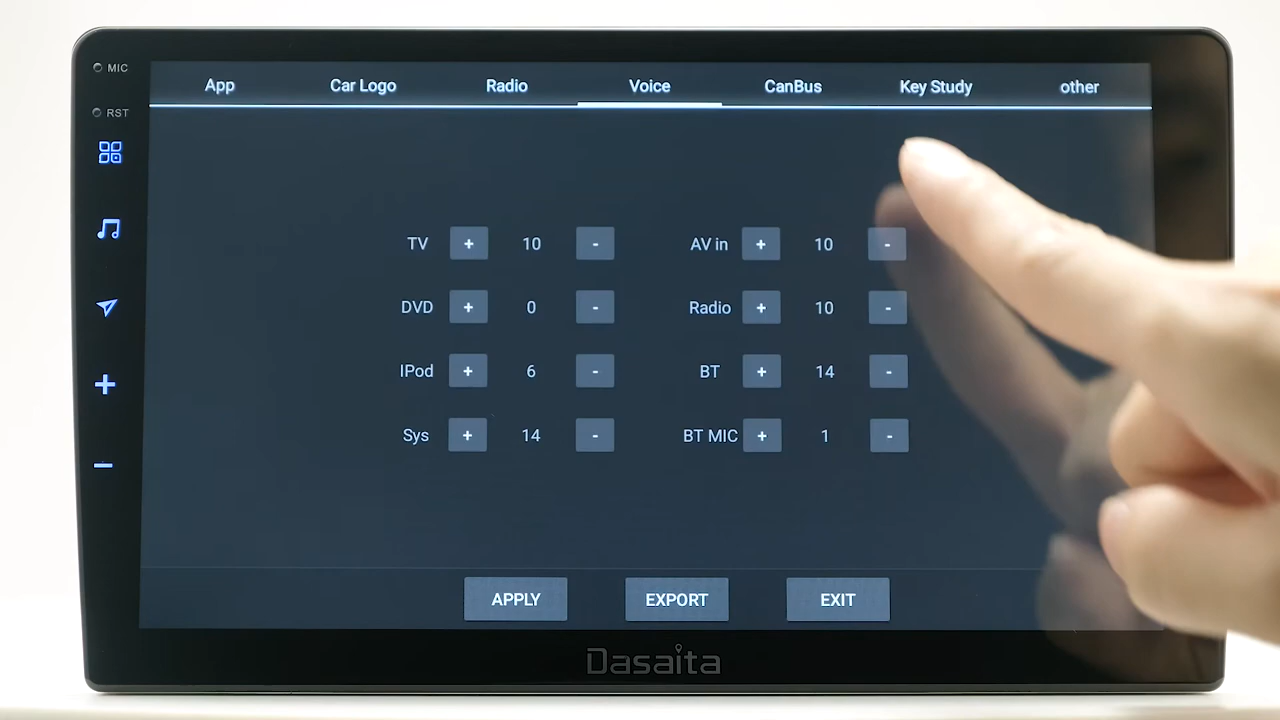 MIC
RST
App Car Logo Radio Voice CanBus Key Study other
TV + 10 - AV in + 10 -
DVD + 0 - Radio + 10 -
IPod + 6 - BT + 14 -
Sys + 14 - BT MIC + 1 -
APPLY EXPORT EXIT
Dasaita